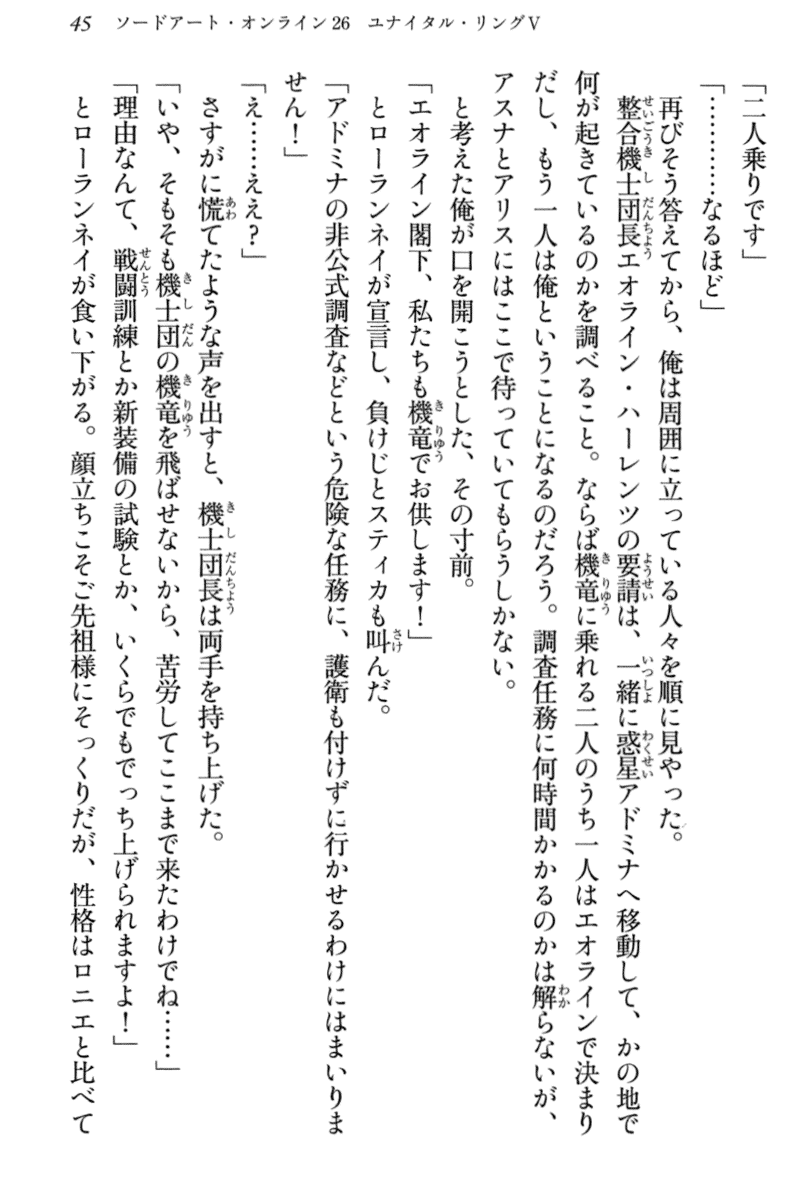 45　ソードアート・オンライン26　ユナイタル・リングⅤ
「二人乗りです」
「…………なるほど」
　再びそう答えてから、俺は周囲に立っている人々を順に見やった。
　整合機士団長エオライン・ハーレンツの要請は、一緒に惑星アドミナへ移動して、かの地で
何が起きているのかを調べること。ならば機竜に乗れる二人のうち一人はエオラインで決まり
だし、もう一人は俺ということになるのだろう。調査任務に何時間かかるのかは解らないが、
アスナとアリスにはここで待っていてもらうしかない。
　と考えた俺が口を開こうとした、その寸前。
「エオライン閣下、私たちも機竜でお供します！」
　とローランネイが宣言し、負けじとスティカも叫んだ。
「アドミナの非公式調査などという危険な任務に、護衛も付けずに行かせるわけにはまいりま
せん！」
「え……ええ？」
　さすがに慌てたような声を出すと、機士団長は両手を持ち上げた。
「いや、そもそも機士団の機竜を飛ばせないから、苦労してここまで来たわけでね……」
「理由なんて、戦闘訓練とか新装備の試験とか、いくらでもでっち上げられますよ！」
　とローランネイが食い下がる。顔立ちこそご先祖様にそっくりだが、性格はロニエと比べて